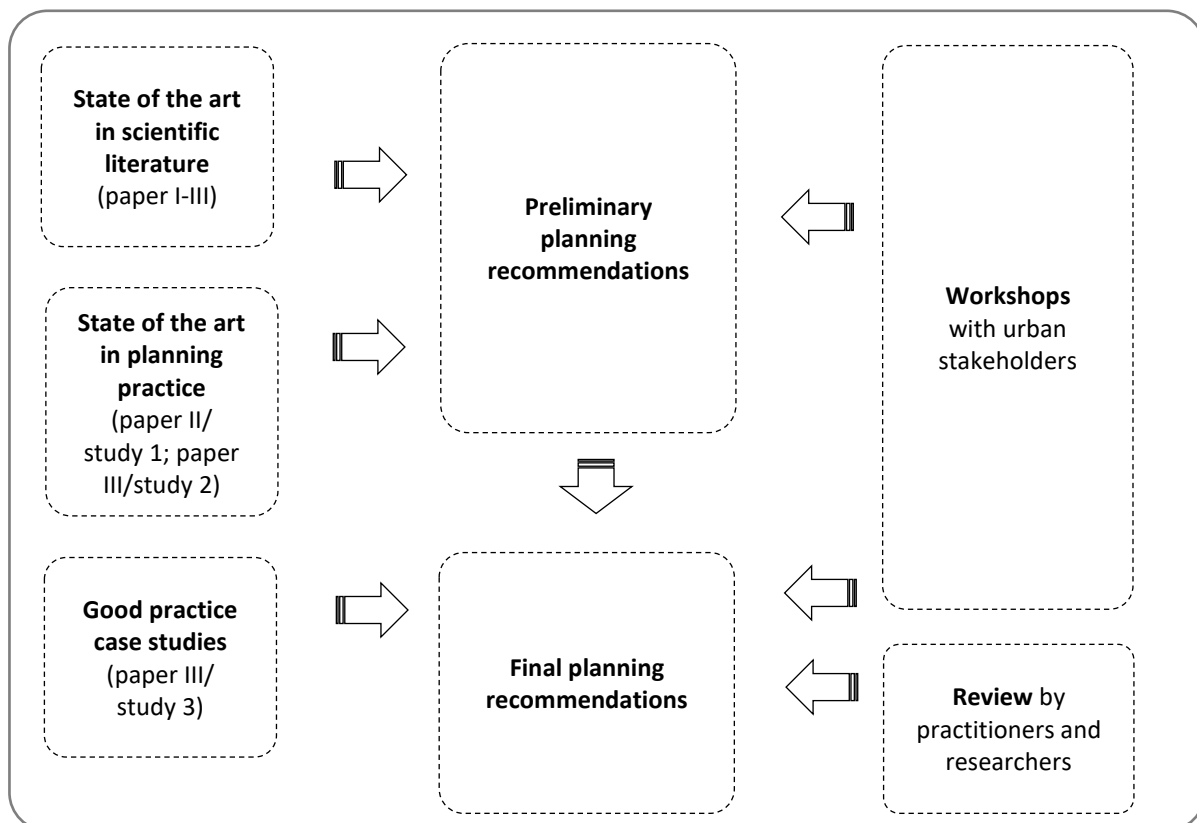 State of the art
in scientific
literature
(paper I-III)
State of the art
in planning
practice
(paper II/
study 1; paper
III/study 2)
Good practice
case studies
(paper III/
study 3)
Preliminary
planning
recommendations
Final planning
recommendations
Workshops
with urban
stakeholders
Review by
practitioners and
researchers